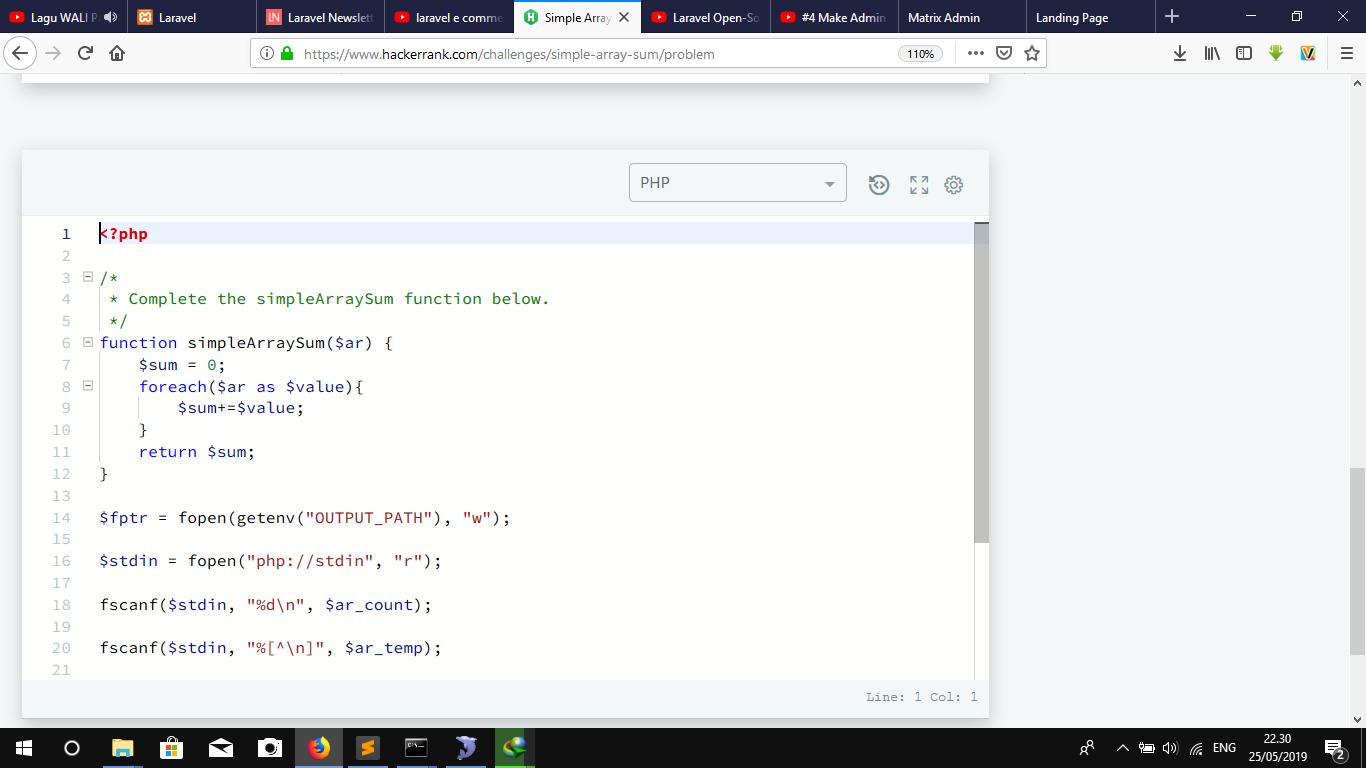 Lagu WALI P
Laravel
Laravel Newslett
laravel e comme
Simple Array
Laravel Open-So
#4 Make Admin
Matrix Admin
Landing Page
https://www.hackerrank.com/challenges/simple-array-sum/problem
110%
PHP
1 <?php
2
3 /*
4 * Complete the simpleArraySum function below.
5 */
6 function simpleArraySum($ar) {
7 $sum = 0;
8 foreach($ar as $value){
9 $sum+=$value;
10 }
11 return $sum;
12 }
13
14 $fptr = fopen(getenv("OUTPUT_PATH"), "w");
15
16 $stdin = fopen("php://stdin", "r");
17
18 fscanf($stdin, "%d\n", $ar_count);
19
20 fscanf($stdin, "%[^\n]", $ar_temp);
21
Line: 1 Col: 1
ENG
22.30
25/05/2019
2